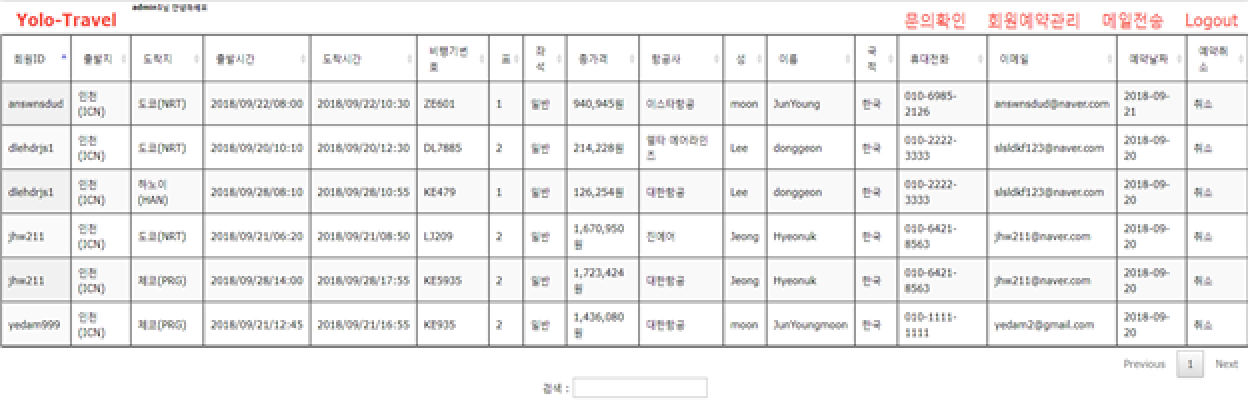 admin님 안녕하세요
Yolo-Travel 문의확인 회원예약관리 메일전송 Logout
회원ID 출발지 도착지 출발시간 도착시간 비행기번호 표 좌석 총가격 항공사 성 이름 국적 휴대전화 이메일 예약날짜 예약취소
answnsdud 인천(ICN) 도쿄(NRT) 2018/09/22/08:00 2018/09/22/10:30 ZE601 1 일반 940,945원 이스타항공 moon JunYoung 한국 010-6985-2126 answnsdud@naver.com 2018-09-21 취소
dlehdrjs1 인천(ICN) 도쿄(NRT) 2018/09/20/10:10 2018/09/20/12:30 DL7885 2 일반 214,228원 델타 에어라인즈 Lee donggeon 한국 010-2222-3333 slsldkf123@naver.com 2018-09-20 취소
dlehdrjs1 인천(ICN) 하노이(HAN) 2018/09/28/08:10 2018/09/28/10:55 KE479 1 일반 126,254원 대한항공 Lee donggeon 한국 010-2222-3333 slsldkf123@naver.com 2018-09-20 취소
jhw211 인천(ICN) 도쿄(NRT) 2018/09/21/06:20 2018/09/21/08:50 LJ209 2 일반 1,670,950원 진에어 Jeong Hyeonuk 한국 010-6421-8563 jhw211@naver.com 2018-09-20 취소
jhw211 인천(ICN) 체코(PRG) 2018/09/28/14:00 2018/09/28/17:55 KE5935 2 일반 1,723,424원 대한항공 Jeong Hyeonuk 한국 010-6421-8563 jhw211@naver.com 2018-09-20 취소
yedam999 인천(ICN) 체코(PRG) 2018/09/21/12:45 2018/09/21/16:55 KE935 2 일반 1,436,080원 대한항공 moon JunYoungmoon 한국 010-1111-1111 yedam2@gmail.com 2018-09-20 취소
Previous 1 Next
검색 :